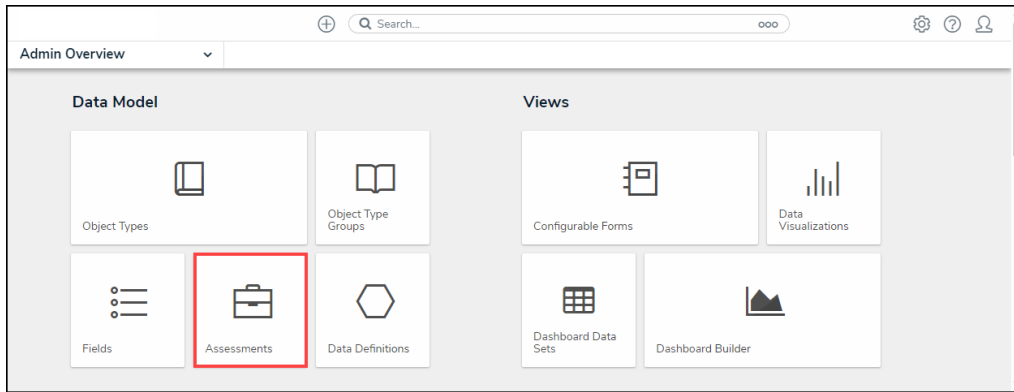 Search...
Admin Overview
Data Model
Views
Object Types
Object Type
Groups
Configurable Forms
Data
Visualizations
Fields
Assessments
Data Definitions
Dashboard Data
Sets
Dashboard Builder